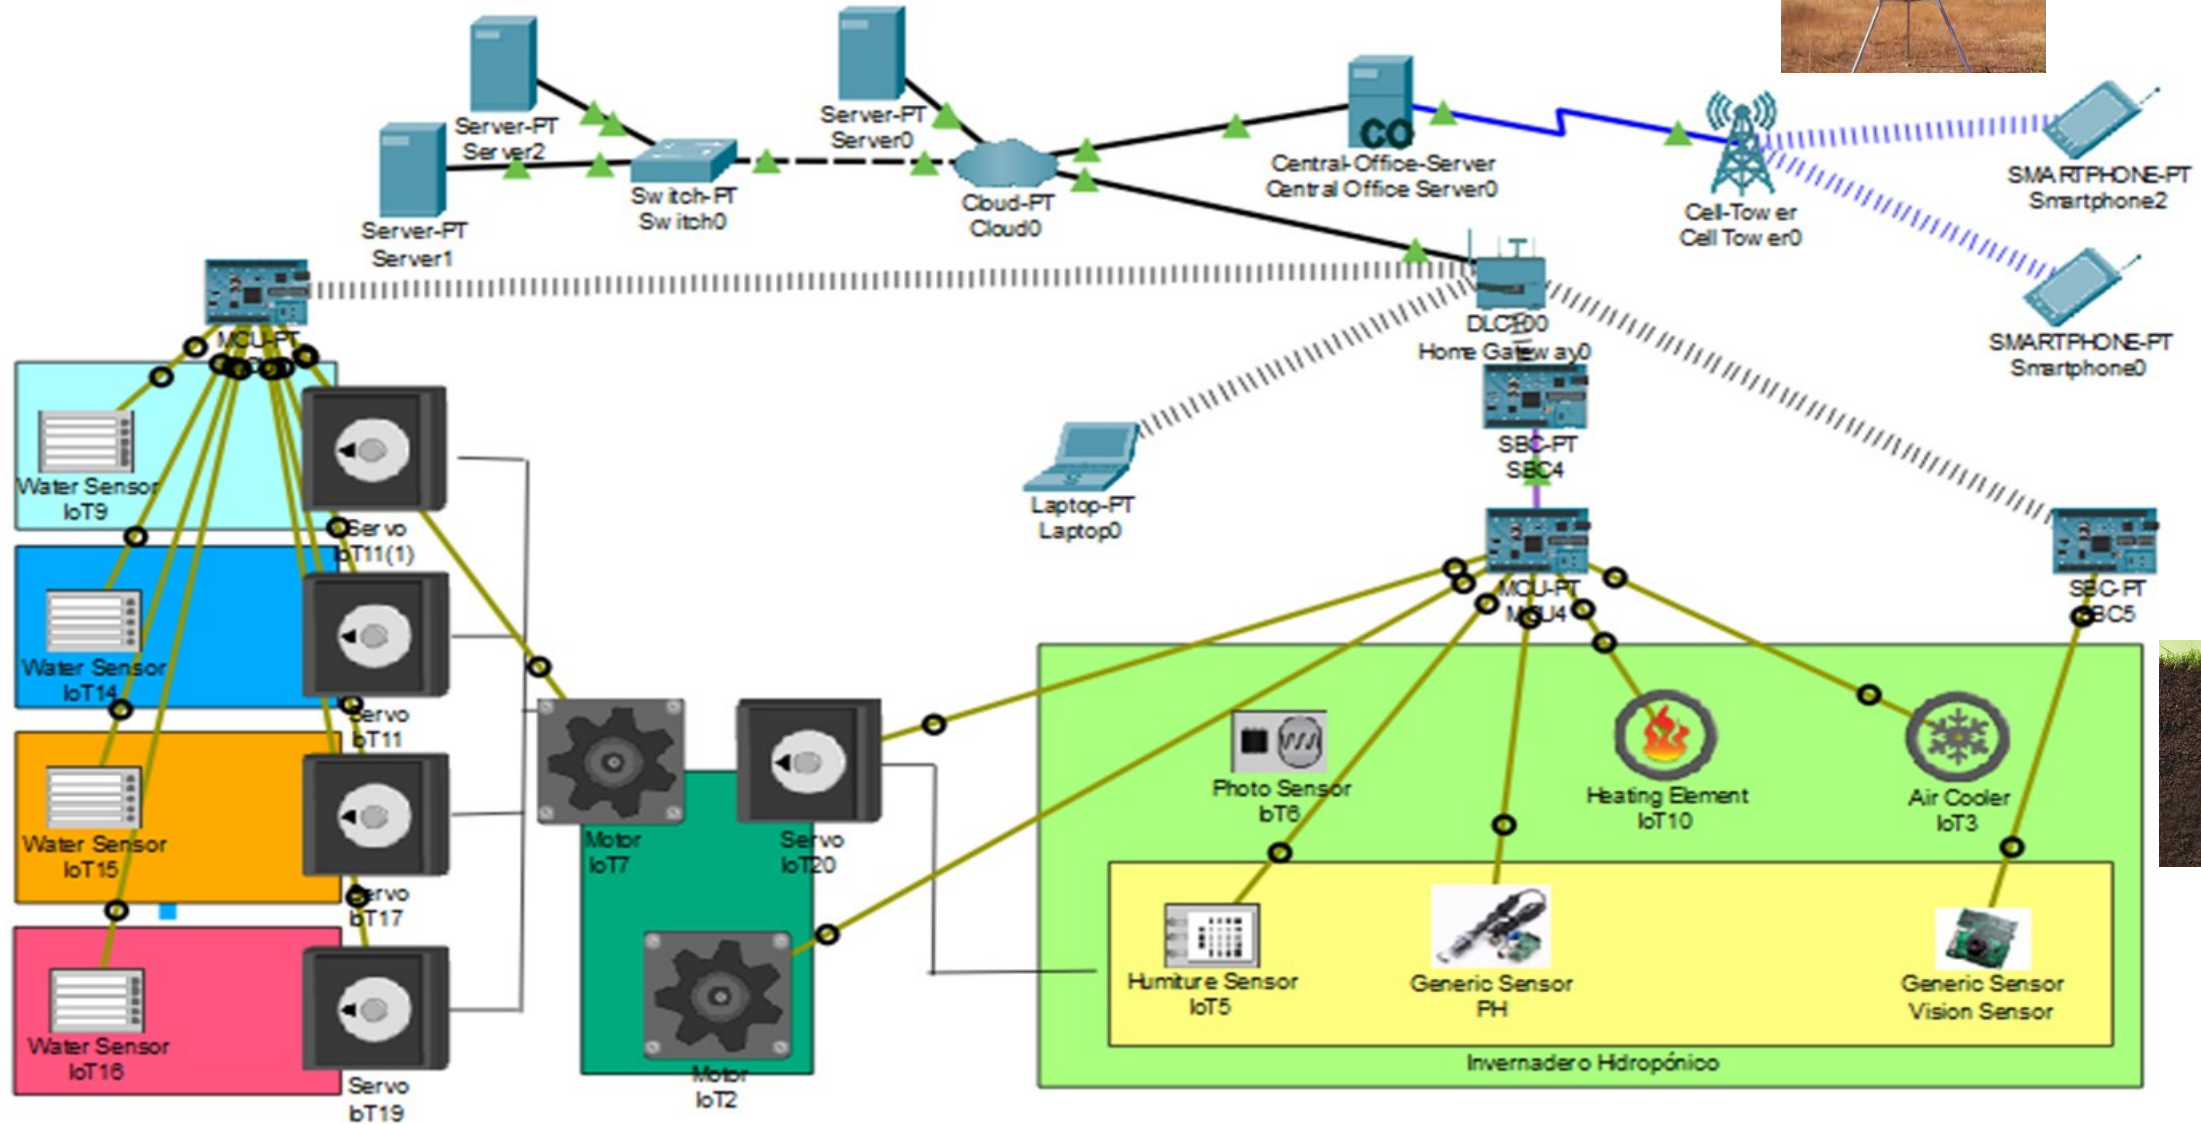 Server-PT
Server2
Server-PT
Server0
Server-PT
Server1
Switch-PT
Switch0
Cloud-PT
Cloud0
CO
Central-Office-Server
Central Office Server0
Cell-Tower
Cell Tower0
SMARTPHONE-PT
Smartphone2
SMARTPHONE-PT
Smartphone0
DLC100
Home Gateway0
MCU-PT
SBC-PT
SBC4
Laptop-PT
Laptop0
MCU-PT
MCU4
SBC-PT
SBC5
Water Sensor
IoT9
Servo
IoT11(1)
Water Sensor
IoT14
Servo
IoT11
Water Sensor
IoT15
Servo
IoT17
Water Sensor
IoT16
Servo
IoT19
Motor
IoT7
Servo
IoT20
Motor
IoT2
Photo Sensor
IoT6
Heating Element
IoT10
Air Cooler
IoT3
Humiture Sensor
IoT5
Generic Sensor
PH
Generic Sensor
Vision Sensor
Invernadero Hidropónico